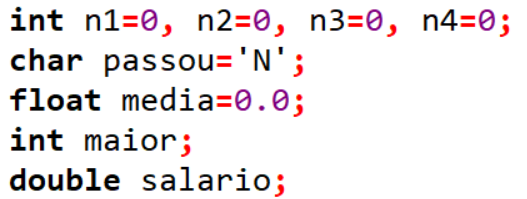 int n1=0, n2=0, n3=0, n4=0;
char passou='N';
float media=0.0;
int maior;
double salario;